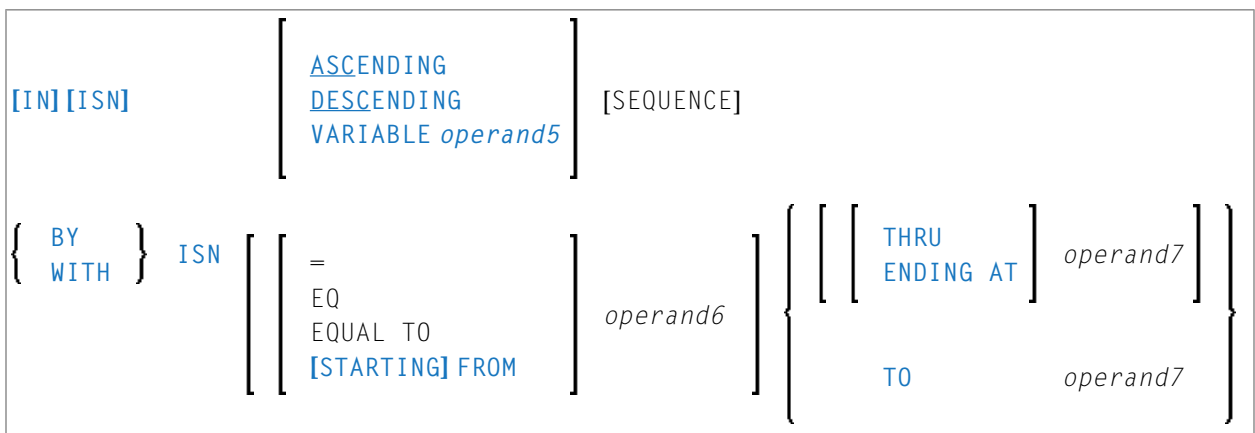 ASCENDING
[IN] [ISN] DESCENDING [SEQUENCE]
VARIABLE operand5
BY
WITH
ISN
=
EQ
EQUAL TO
[STARTING] FROM
operand6
THRU
ENDING AT
operand7
TO operand7